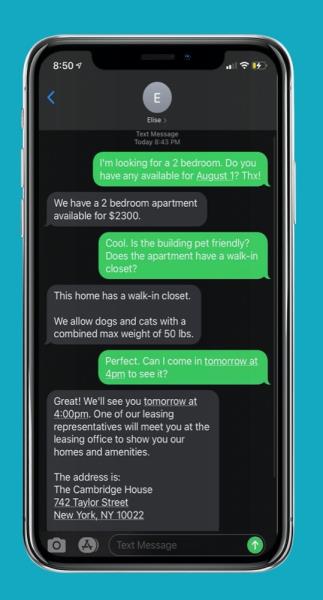 8:50
E
Elise >
Text Message
Today 8:43 PM
I'm looking for a 2 bedroom. Do you
have any available for August 1? Thx!
We have a 2 bedroom apartment
available for $2300.
Cool. Is the building pet friendly?
Does the apartment have a walk-in
closet?
This home has a walk-in closet.
We allow dogs and cats with a
combined max weight of 50 lbs.
Perfect. Can I come in tomorrow at
4pm to see it?
Great! We'll see you tomorrow at
4:00pm. One of our leasing
representatives will meet you at the
leasing office to show you our
homes and amenities.
The address is:
The Cambridge House
742 Taylor Street
New York, NY 10022
Text Message